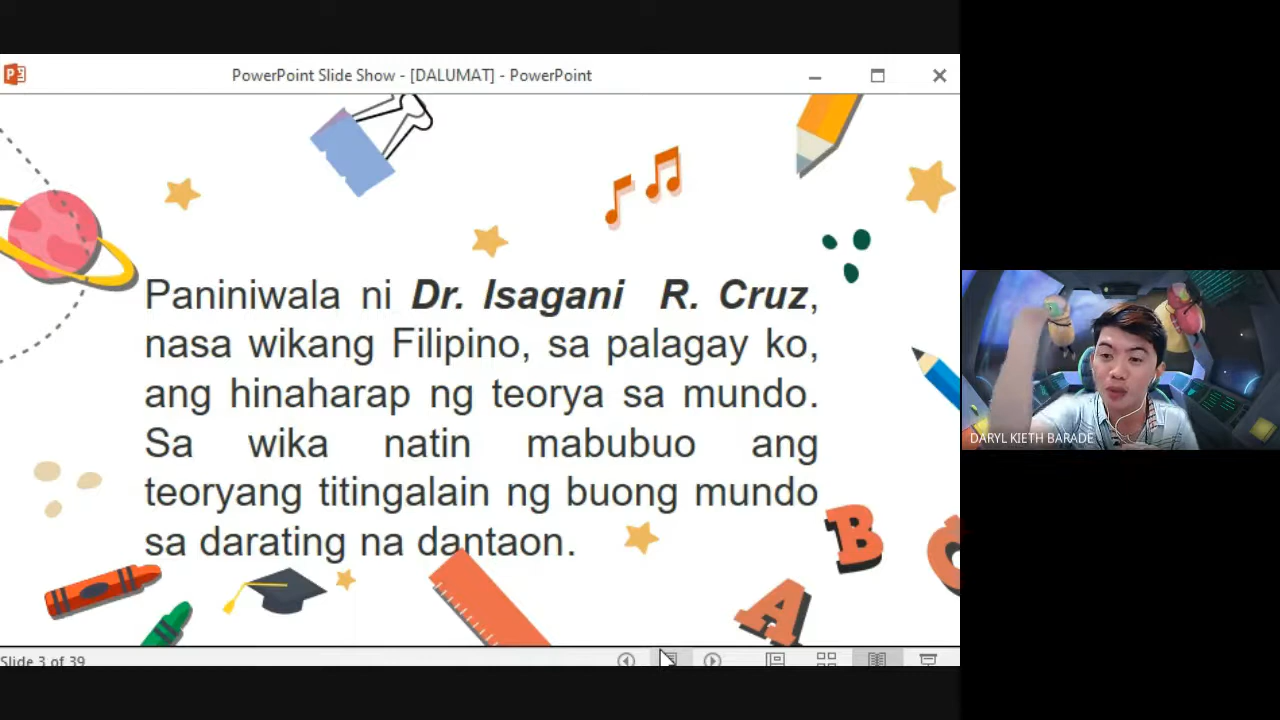 PowerPoint Slide Show - [DALUMAT] - PowerPoint
Paniniwala ni Dr. Isagani R. Cruz,
nasa wikang Filipino, sa palagay ko,
ang hinaharap ng teorya sa mundo.
Sa wika natin mabubuo ang
teoryang titingalain ng buong mundo
sa darating na dantaon.
DARYL KIETH BARADE
B
A
Slide 3 of 39